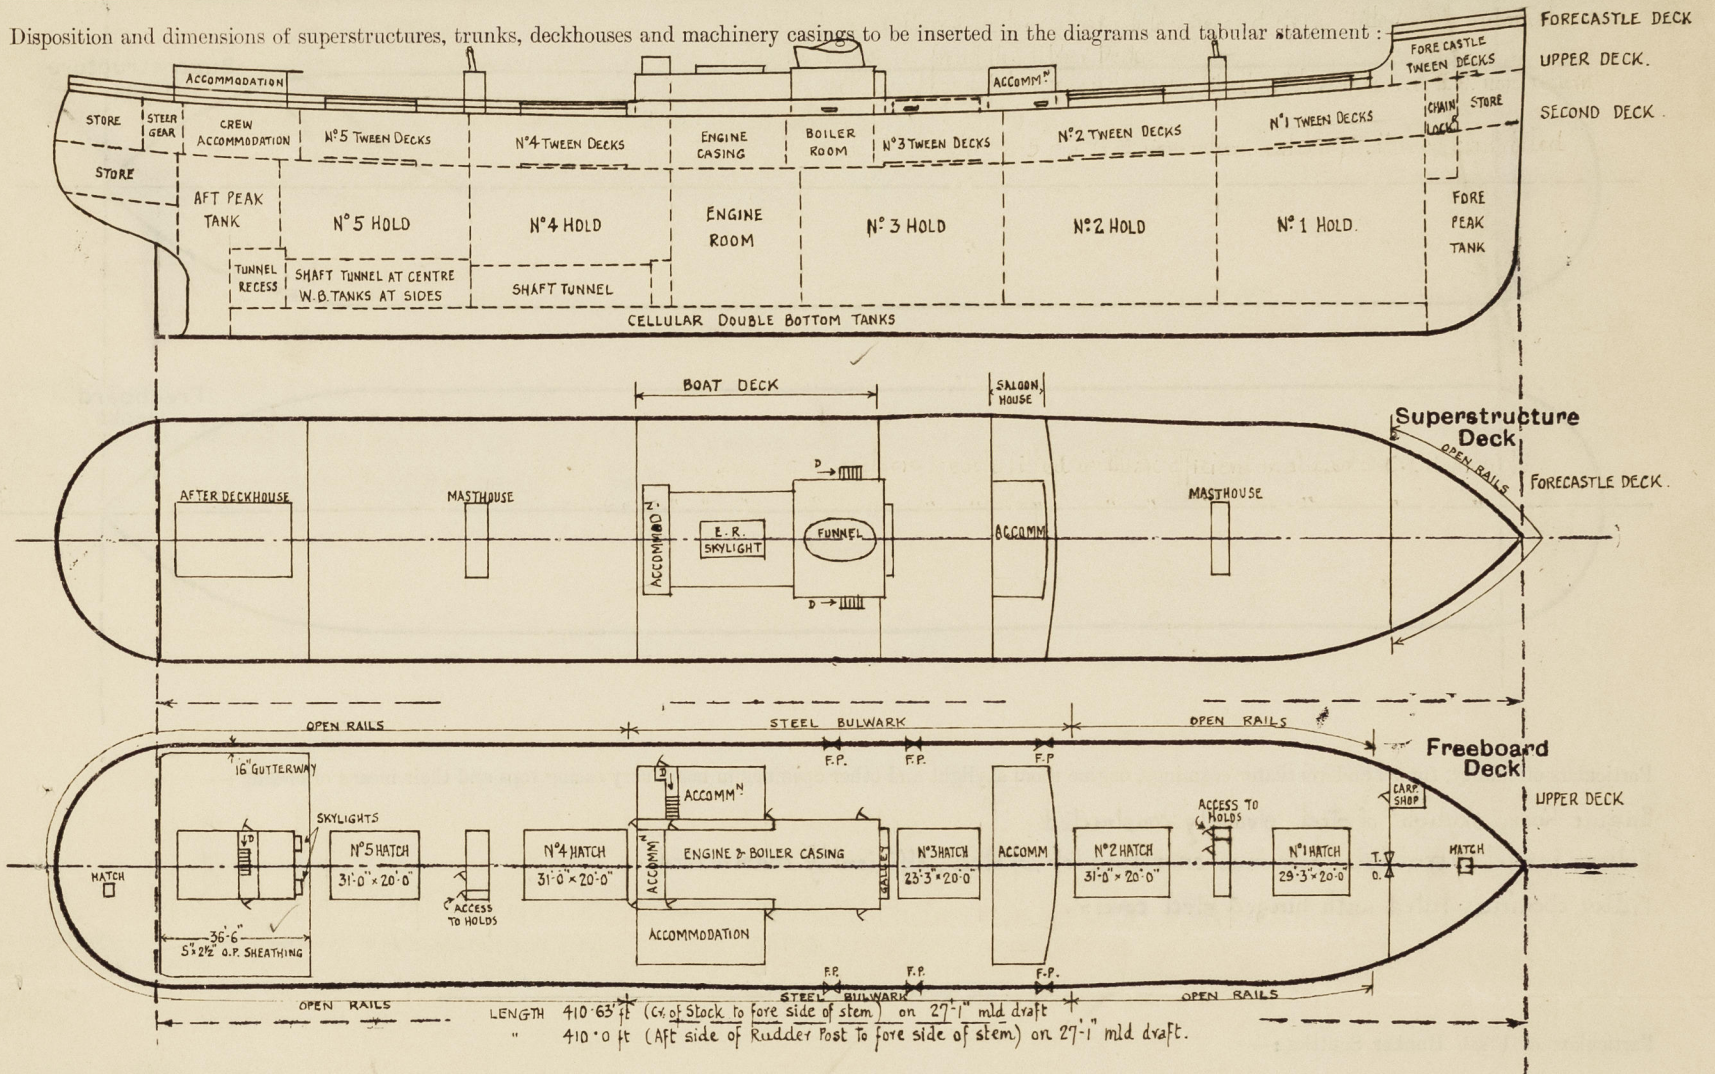 Disposition and dimensions of superstructures, trunks, deckhouses and machinery casings to be inserted in the diagrams and tabular statement :—
FORECASTLE DECK
FORE CASTLE
TWEEN DECKS
UPPER DECK.
SECOND DECK.
ACCOMMODATION
ACCOMM.N
STORE
STEER
GEAR
CREW
ACCOMMODATION
Nº5 TWEEN DECKS
Nº4 TWEEN DECKS
ENGINE
CASING
BOILER
ROOM
Nº3 TWEEN DECKS
Nº2 TWEEN DECKS
Nº1 TWEEN DECKS
CHAIN
LOCKR
STORE
STORE
AFT PEAK
TANK
Nº5 HOLD
Nº4 HOLD
ENGINE
ROOM
Nº 3 HOLD
Nº 2 HOLD
Nº 1 HOLD.
FORE
PEAK
TANK
TUNNEL
RECESS
SHAFT TUNNEL AT CENTRE
W.B. TANKS AT SIDES
SHAFT TUNNEL
CELLULAR DOUBLE BOTTOM TANKS
BOAT DECK
SALOON
HOUSE
Superstructure
Deck
OPEN RAILS
FORECASTLE DECK.
AFTER DECKHOUSE
MASTHOUSE
ACCOMMODN.
E.R.
SKYLIGHT
D
FUNNEL
D
ACCOMM
MASTHOUSE
OPEN RAILS
STEEL BULWARK
OPEN RAILS
Freeboard
Deck
UPPER DECK
16" GUTTERWAY
F.P.
F.P.
F.P.
SKYLIGHTS
D
D
ACCOMMN.
ACCESS TO
HOLDS
CARP.
SHOP
HATCH
Nº5 HATCH
31'-0" × 20'-0"
ACCESS
TO HOLDS
Nº4 HATCH
31'-0" × 20'-0"
ACCOMMN
ENGINE & BOILER CASING
GALLEY
Nº3 HATCH
23'-3" × 20'-0"
ACCOMM
Nº2 HATCH
31'-0" × 20'-0"
Nº1 HATCH
29'-3" × 20'-0"
T.
O.
HATCH
36'-6"
5" × 2½" O.P. SHEATHING
ACCOMMODATION
F.P.
F.P.
F.P.
OPEN RAILS
STEEL BULWARK
OPEN RAILS
LENGTH 410·63' ft (Cr. of Stock to fore side of stem) on 27'-1" mld draft
" 410·0 ft (Aft side of Rudder Post To fore side of stem) on 27'-1" mld draft.